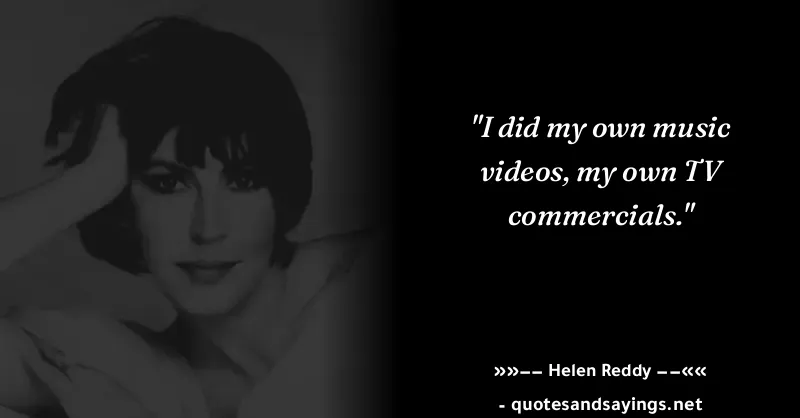 "I did my own music
videos, my own TV
commercials."
»»−− Helen Reddy −−««
- quotesandsayings.net